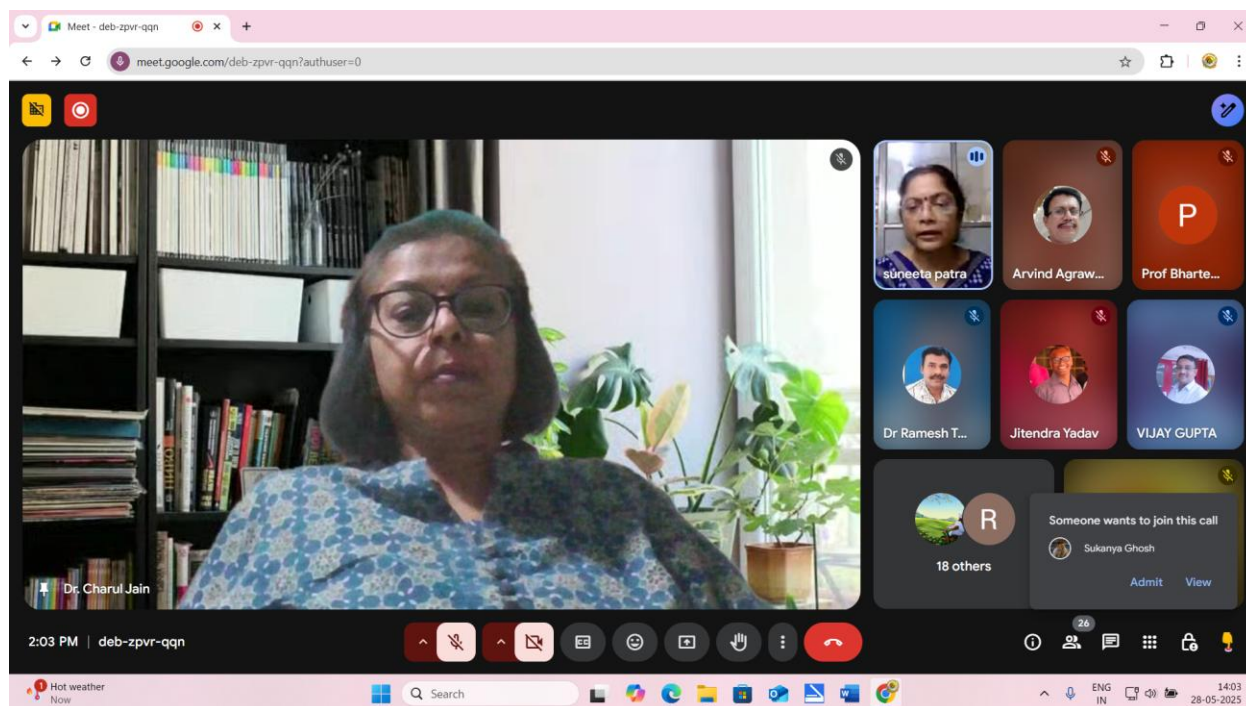 Meet - deb-zpvr-qqn
meet.google.com/deb-zpvr-qqn?authuser=0
Dr. Charul Jain
suneeta patra
Arvind Agraw...
P
Prof Bharte...
Dr Ramesh T...
Jitendra Yadav
VIJAY GUPTA
R
18 others
Someone wants to join this call
Sukanya Ghosh
Admit View
2:03 PM | deb-zpvr-qqn
26
1
Hot weather
Now
Search
ENG
IN
14:03
28-05-2025